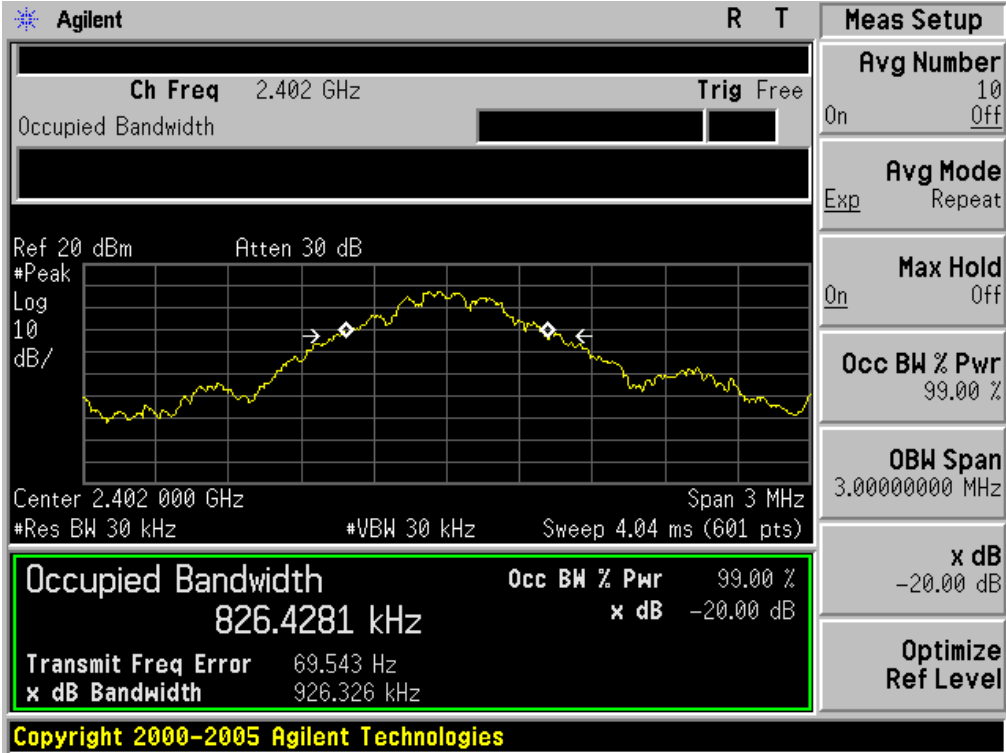 Agilent R T
Ch Freq 2.402 GHz Trig Free
Occupied Bandwidth
Ref 20 dBm Atten 30 dB
#Peak
Log
10
dB/
Center 2.402 000 GHz Span 3 MHz
#Res BW 30 kHz #VBW 30 kHz Sweep 4.04 ms (601 pts)
Occupied Bandwidth Occ BW % Pwr 99.00 %
826.4281 kHz x dB -20.00 dB
Transmit Freq Error 69.543 Hz
x dB Bandwidth 926.326 kHz
Copyright 2000-2005 Agilent Technologies
Meas Setup
Avg Number
10
On Off
Avg Mode
Exp Repeat
Max Hold
On Off
Occ BW % Pwr
99.00 %
OBW Span
3.00000000 MHz
x dB
-20.00 dB
Optimize
Ref Level